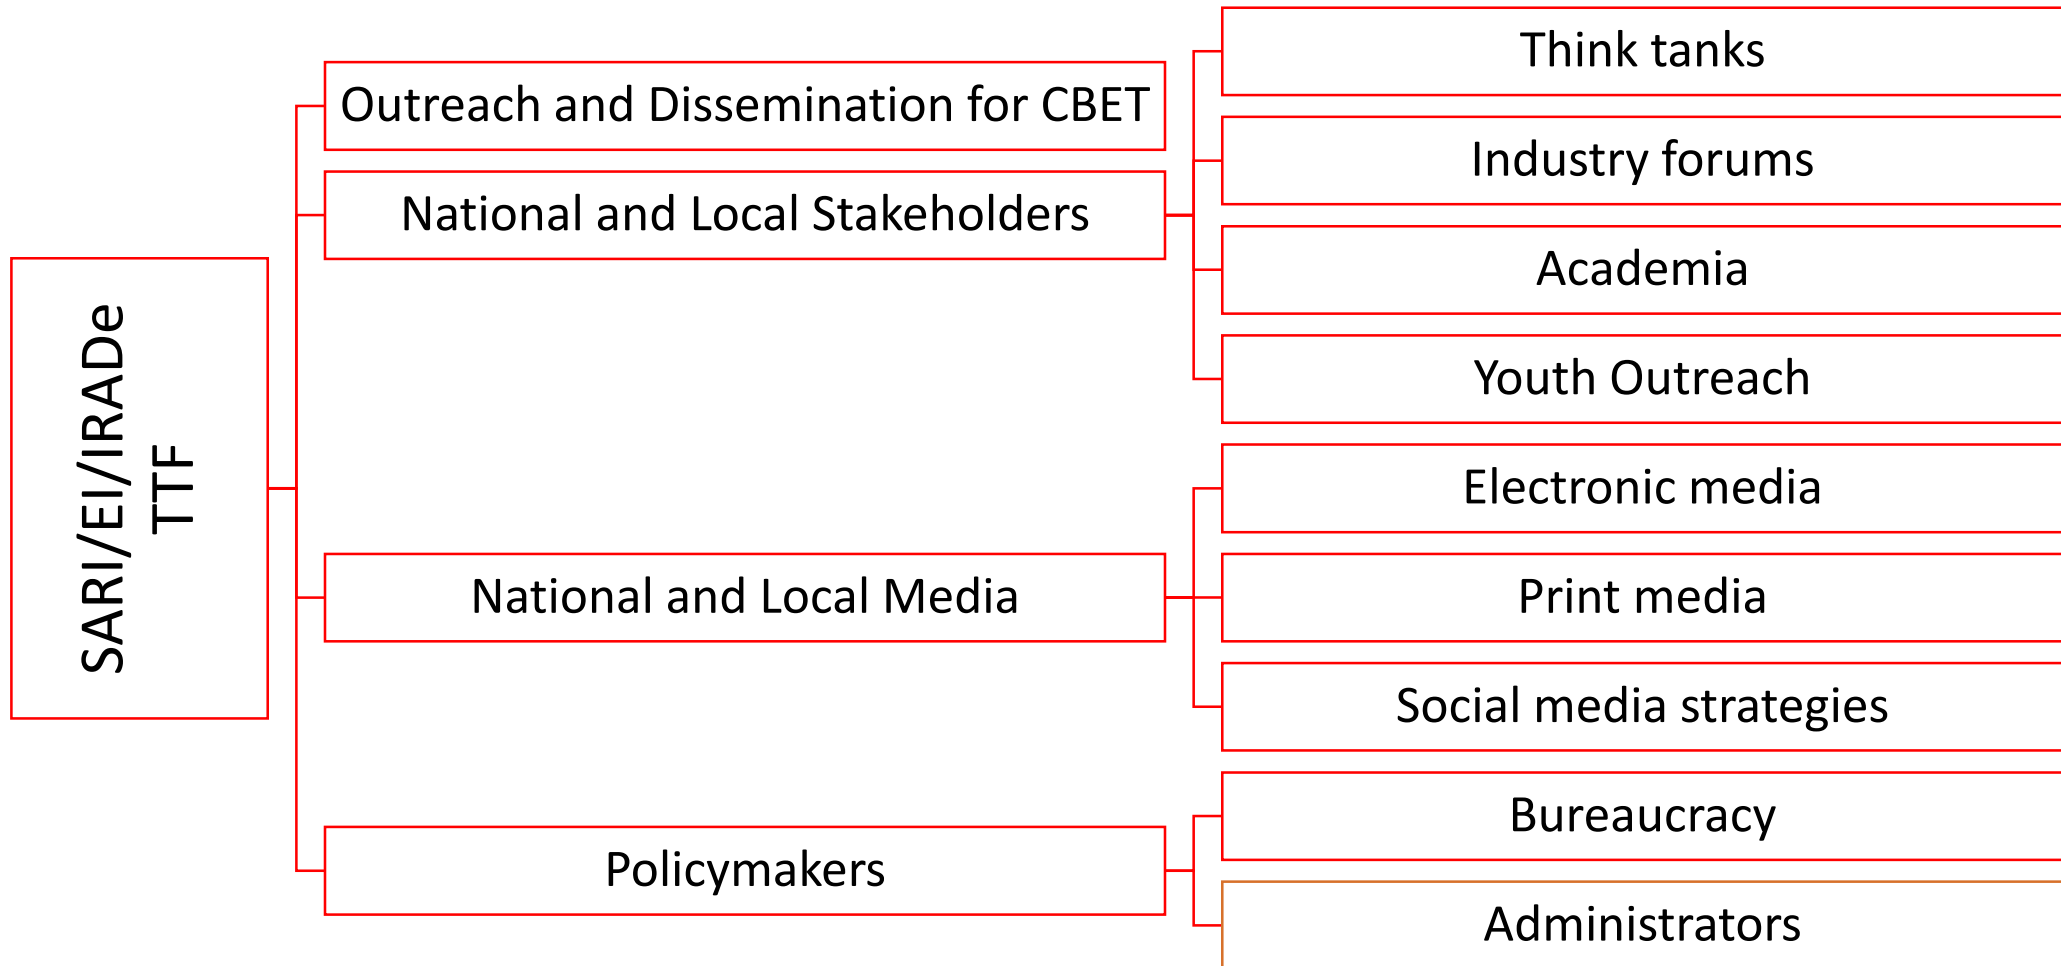 SARI/EI/IRADe
TTF
Outreach and Dissemination for CBET
National and Local Stakeholders
Think tanks
Industry forums
Academia
Youth Outreach
National and Local Media
Electronic media
Print media
Social media strategies
Policymakers
Bureaucracy
Administrators